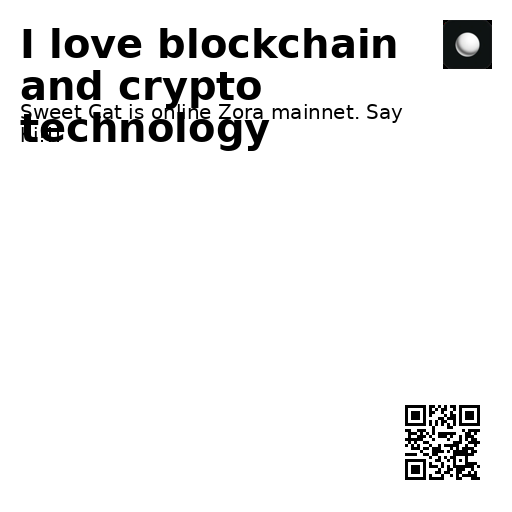 I love blockchain
and crypto
Sweet Cat is online Zora mainnet. Say
technology